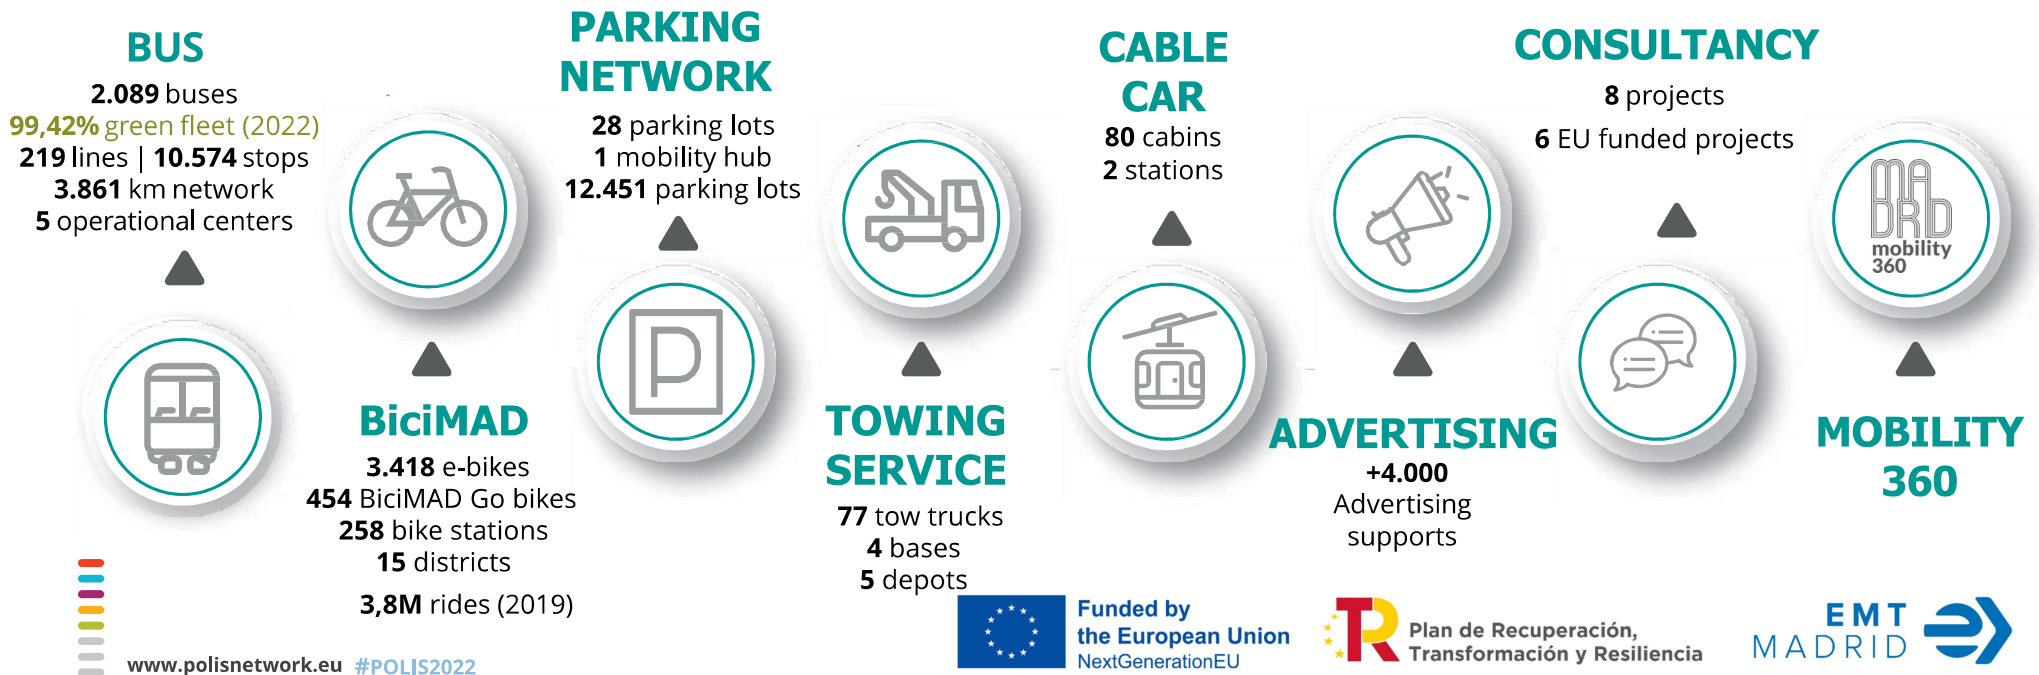 BUS
2.089 buses
99,42% green fleet (2022)
219 lines | 10.574 stops
3.861 km network
5 operational centers
BiciMAD
3.418 e-bikes
454 BiciMAD Go bikes
258 bike stations
15 districts
3,8M rides (2019)
PARKING
NETWORK
28 parking lots
1 mobility hub
12.451 parking lots
P
TOWING
SERVICE
77 tow trucks
4 bases
5 depots
CABLE
CAR
80 cabins
2 stations
ADVERTISING
+4.000
Advertising
supports
CONSULTANCY
8 projects
6 EU funded projects
MA
DRID
mobility
360
MOBILITY
360
www.polisnetwork.eu #POLIS2022
Funded by
the European Union
NextGenerationEU
TR
Plan de Recuperación,
Transformación y Resiliencia
EMT
MADRID